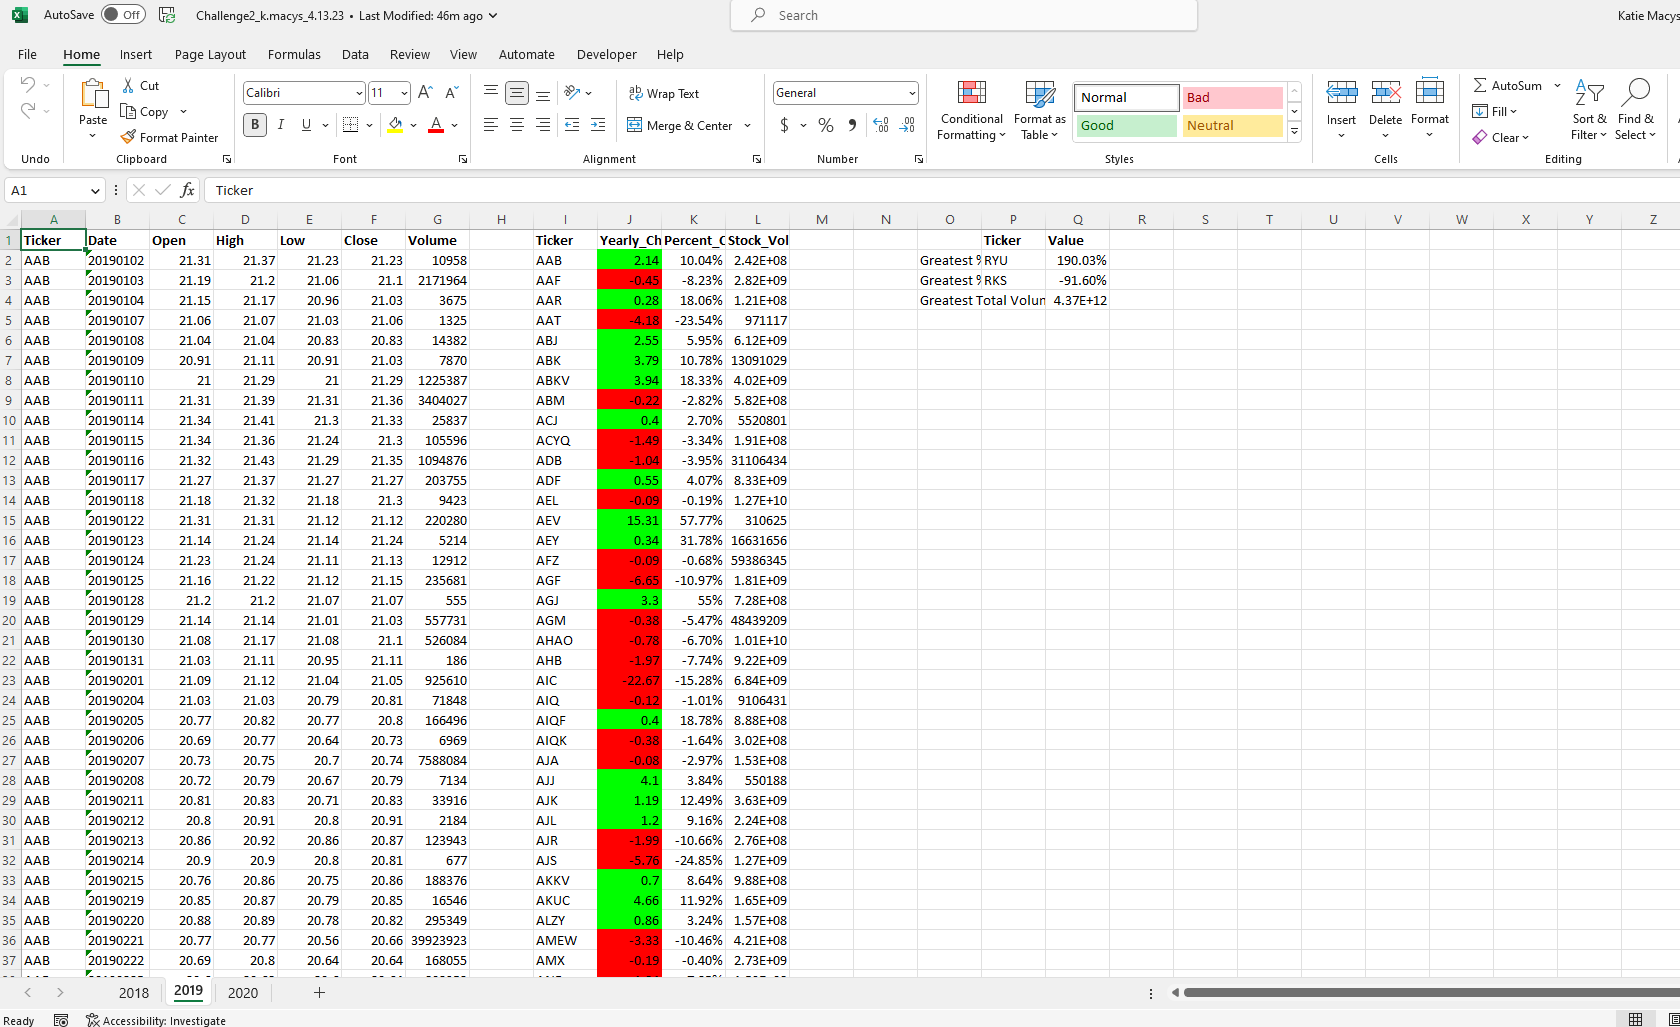 AutoSave Off Challenge2_k.macys_4.13.23 • Last Modified: 46m ago Search Katie Macys
File Home Insert Page Layout Formulas Data Review View Automate Developer Help
Cut Calibri 11 Wrap Text General Normal Bad AutoSum
Paste Copy Conditional Formatting Format as Table Insert Delete Format Fill Sort & Filter Find & Select
Format Painter B I U Merge & Center $ % Good Neutral Clear
Undo Clipboard Font Alignment Number Styles Cells Editing
A1 fx Ticker
A B C D E F G H I J K L M N O P Q R S T U V W X Y Z
1 Ticker Date Open High Low Close Volume Ticker Yearly_Ch Percent_C Stock_Vol Ticker Value
2 AAB 20190102 21.31 21.37 21.23 21.23 10958 AAB 2.14 10.04% 2.42E+08 Greatest % RYU 190.03%
3 AAB 20190103 21.19 21.2 21.06 21.1 2171964 AAF -0.45 -8.23% 2.82E+09 Greatest % RKS -91.60%
4 AAB 20190104 21.15 21.17 20.96 21.03 3675 AAR 0.28 18.06% 1.21E+08 Greatest Total Volum 4.37E+12
5 AAB 20190107 21.06 21.07 21.03 21.06 1325 AAT -4.18 -23.54% 971117
6 AAB 20190108 21.04 21.04 20.83 20.83 14382 ABJ 2.55 5.95% 6.12E+09
7 AAB 20190109 20.91 21.11 20.91 21.03 7870 ABK 3.79 10.78% 13091029
8 AAB 20190110 21 21.29 21 21.29 1225387 ABKV 3.94 18.33% 4.02E+09
9 AAB 20190111 21.31 21.39 21.31 21.36 3404027 ABM -0.22 -2.82% 5.82E+08
10 AAB 20190114 21.34 21.41 21.3 21.33 25837 ACJ 0.4 2.70% 5520801
11 AAB 20190115 21.34 21.36 21.24 21.3 105596 ACYQ -1.49 -3.34% 1.91E+08
12 AAB 20190116 21.32 21.43 21.29 21.35 1094876 ADB -1.04 -3.95% 31106434
13 AAB 20190117 21.27 21.37 21.27 21.27 203755 ADF 0.55 4.07% 8.33E+09
14 AAB 20190118 21.18 21.32 21.18 21.3 9423 AEL -0.09 -0.19% 1.27E+10
15 AAB 20190122 21.31 21.31 21.12 21.12 220280 AEV 15.31 57.77% 310625
16 AAB 20190123 21.14 21.24 21.14 21.24 5214 AEY 0.34 31.78% 16631656
17 AAB 20190124 21.23 21.24 21.11 21.13 12912 AFZ -0.09 -0.68% 59386345
18 AAB 20190125 21.16 21.22 21.12 21.15 235681 AGF -6.65 -10.97% 1.81E+09
19 AAB 20190128 21.2 21.2 21.07 21.07 555 AGJ 3.3 55% 7.28E+08
20 AAB 20190129 21.14 21.14 21.01 21.03 557731 AGM -0.38 -5.47% 48439209
21 AAB 20190130 21.08 21.17 21.08 21.1 526084 AHAO -0.78 -6.70% 1.01E+10
22 AAB 20190131 21.03 21.11 20.95 21.11 186 AHB -1.97 -7.74% 9.22E+09
23 AAB 20190201 21.09 21.12 21.04 21.05 925610 AIC -22.67 -15.28% 6.84E+09
24 AAB 20190204 21.03 21.03 20.79 20.81 71848 AIQ -0.12 -1.01% 9106431
25 AAB 20190205 20.77 20.82 20.77 20.8 166496 AIQF 0.4 18.78% 8.88E+08
26 AAB 20190206 20.69 20.77 20.64 20.73 6969 AIQK -0.38 -1.64% 3.02E+08
27 AAB 20190207 20.73 20.75 20.7 20.74 7588084 AJA -0.08 -2.97% 1.53E+08
28 AAB 20190208 20.72 20.79 20.67 20.79 7134 AJJ 4.1 3.84% 550188
29 AAB 20190211 20.81 20.83 20.71 20.83 33916 AJK 1.19 12.49% 3.63E+09
30 AAB 20190212 20.8 20.91 20.8 20.91 2184 AJL 1.2 9.16% 2.24E+08
31 AAB 20190213 20.86 20.92 20.86 20.87 123943 AJR -1.99 -10.66% 2.76E+08
32 AAB 20190214 20.9 20.9 20.8 20.81 677 AJS -5.76 -24.85% 1.27E+09
33 AAB 20190215 20.76 20.86 20.75 20.86 188376 AKKV 0.7 8.64% 9.88E+08
34 AAB 20190219 20.85 20.87 20.79 20.85 16546 AKUC 4.66 11.92% 1.65E+09
35 AAB 20190220 20.88 20.89 20.78 20.82 295349 ALZY 0.86 3.24% 1.57E+08
36 AAB 20190221 20.77 20.77 20.56 20.66 39923923 AMEW -3.33 -10.46% 4.21E+08
37 AAB 20190222 20.69 20.8 20.64 20.64 168055 AMX -0.19 -0.40% 2.73E+09
2018 2019 2020 +
Ready Accessibility: Investigate